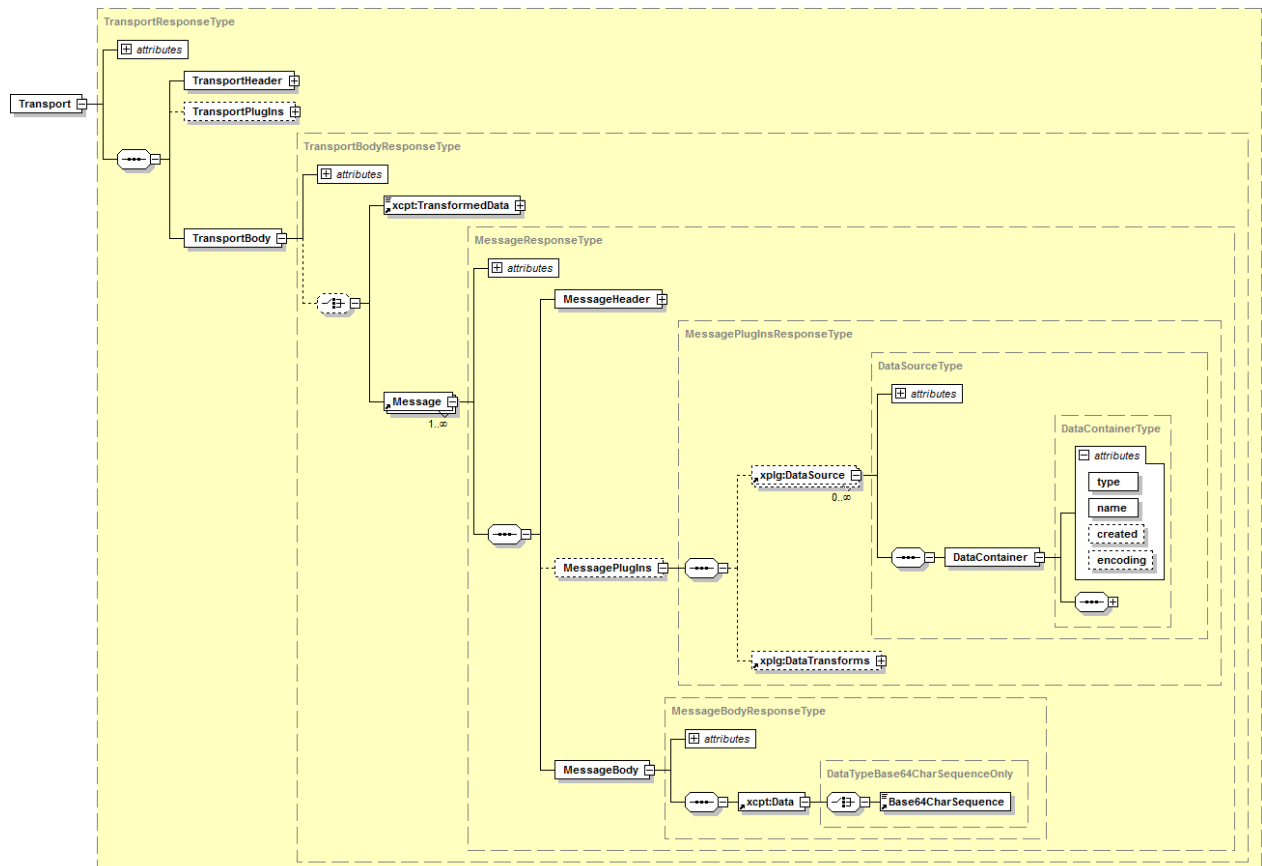 TransportResponseType
attributes
TransportHeader
Transport
TransportPlugIns
TransportBodyResponseType
attributes
xcpt:TransformedData
TransportBody
MessageResponseType
attributes
MessageHeader
MessagePlugInsResponseType
DataSourceType
attributes
Message
1..∞
DataContainerType
attributes
type
xplg:DataSource
0..∞
name
created
DataContainer
encoding
MessagePlugIns
xplg:DataTransforms
MessageBodyResponseType
attributes
MessageBody
DataTypeBase64CharSequenceOnly
xcpt:Data
Base64CharSequence